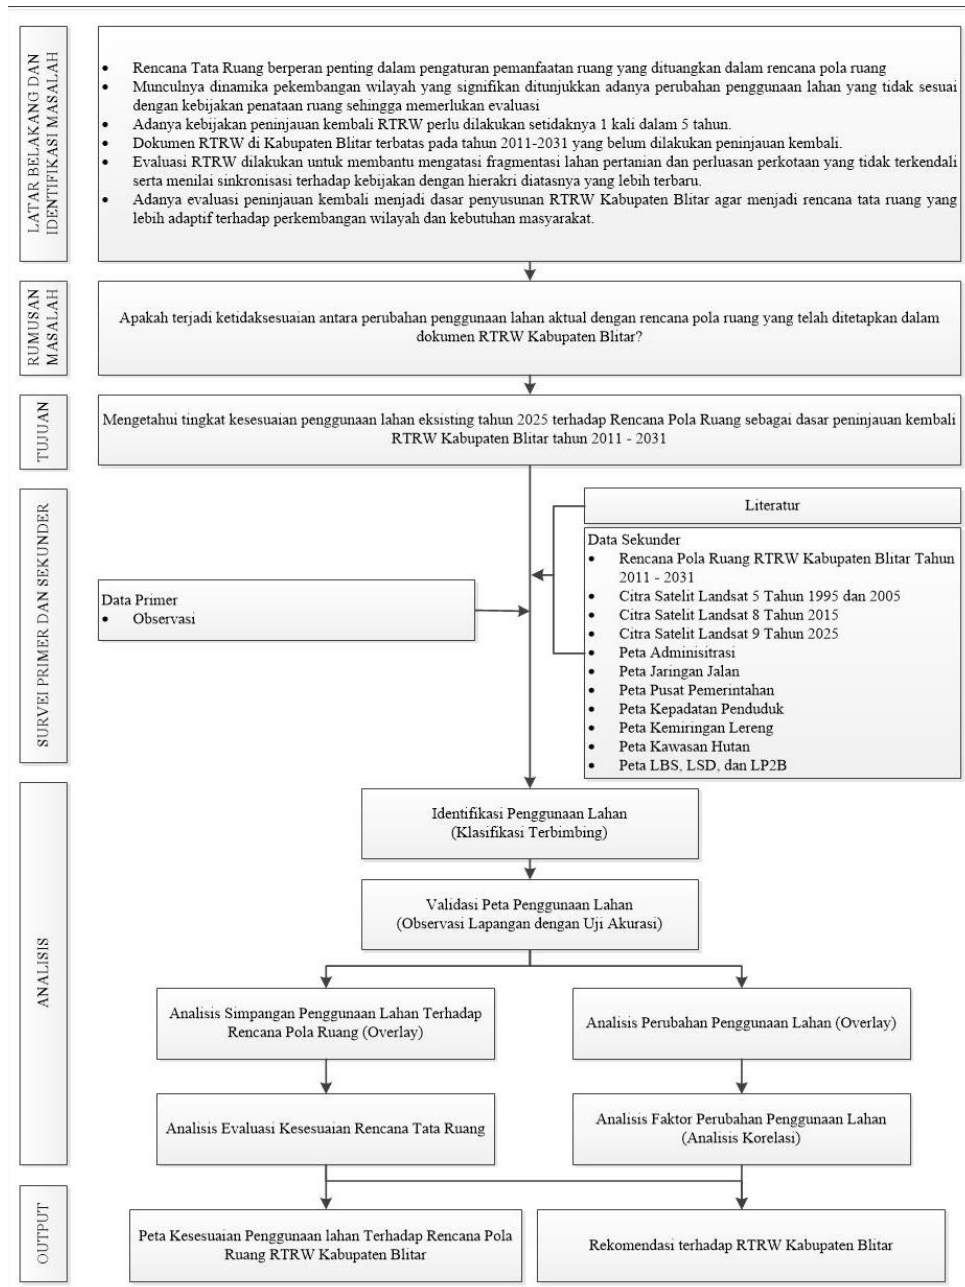 LATAR BELAKANG DAN
IDENTIFIKASI MASALAH
• Rencana Tata Ruang berperan penting dalam pengaturan pemanfaatan ruang yang dituangkan dalam rencana pola ruang
• Munculnya dinamika pekembangan wilayah yang signifikan ditunjukkan adanya perubahan penggunaan lahan yang tidak sesuai
dengan kebijakan penataan ruang sehingga memerlukan evaluasi
• Adanya kebijakan peninjauan kembali RTRW perlu dilakukan setidaknya 1 kali dalam 5 tahun.
• Dokumen RTRW di Kabupaten Blitar terbatas pada tahun 2011-2031 yang belum dilakukan peninjauan kembali.
• Evaluasi RTRW dilakukan untuk membantu mengatasi fragmentasi lahan pertanian dan perluasan perkotaan yang tidak terkendali
serta menilai sinkronisasi terhadap kebijakan dengan hierakri diatasnya yang lebih terbaru.
• Adanya evaluasi peninjauan kembali menjadi dasar penyusunan RTRW Kabupaten Blitar agar menjadi rencana tata ruang yang
lebih adaptif terhadap perkembangan wilayah dan kebutuhan masyarakat.
RUMUSAN
MASALAH
Apakah terjadi ketidaksesuaian antara perubahan penggunaan lahan aktual dengan rencana pola ruang yang telah ditetapkan dalam
dokumen RTRW Kabupaten Blitar?
TUJUAN
Mengetahui tingkat kesesuaian penggunaan lahan eksisting tahun 2025 terhadap Rencana Pola Ruang sebagai dasar peninjauan kembali
RTRW Kabupaten Blitar tahun 2011 - 2031
SURVEI PRIMER DAN SEKUNDER
Literatur
Data Primer
• Observasi
Data Sekunder
• Rencana Pola Ruang RTRW Kabupaten Blitar Tahun
2011 - 2031
• Citra Satelit Landsat 5 Tahun 1995 dan 2005
• Citra Satelit Landsat 8 Tahun 2015
• Citra Satelit Landsat 9 Tahun 2025
• Peta Adminisitrasi
• Peta Jaringan Jalan
• Peta Pusat Pemerintahan
• Peta Kepadatan Penduduk
• Peta Kemiringan Lereng
• Peta Kawasan Hutan
• Peta LBS, LSD, dan LP2B
ANALISIS
Identifikasi Penggunaan Lahan
(Klasifikasi Terbimbing)
Validasi Peta Penggunaan Lahan
(Observasi Lapangan dengan Uji Akurasi)
Analisis Simpangan Penggunaan Lahan Terhadap
Rencana Pola Ruang (Overlay)
Analisis Perubahan Penggunaan Lahan (Overlay)
Analisis Evaluasi Kesesuaian Rencana Tata Ruang
Analisis Faktor Perubahan Penggunaan Lahan
(Analisis Korelasi)
OUTPUT
Peta Kesesuaian Penggunaan lahan Terhadap Rencana Pola
Ruang RTRW Kabupaten Blitar
Rekomendasi terhadap RTRW Kabupaten Blitar